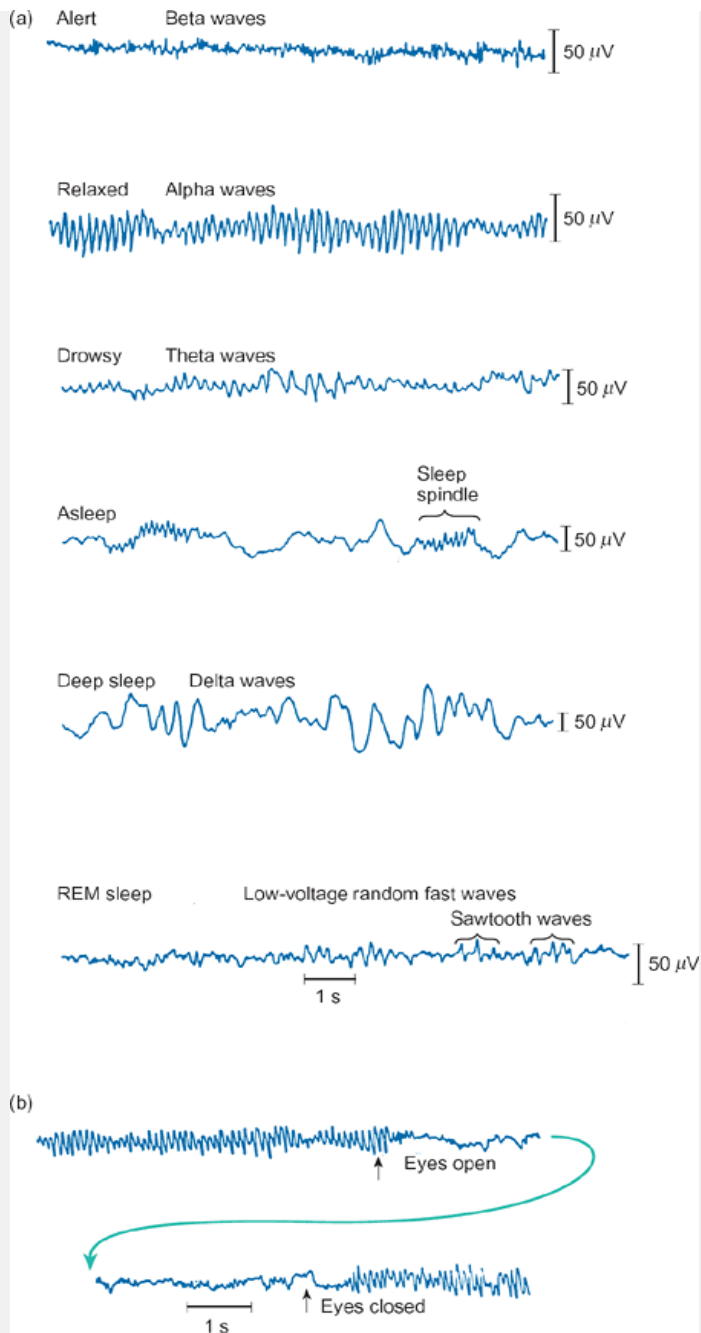 (a)
Alert Beta waves
50 μV
Relaxed Alpha waves
50 μV
Drowsy Theta waves
50 μV
Sleep
spindle
Asleep
50 μV
Deep sleep Delta waves
50 μV
REM sleep Low-voltage random fast waves
Sawtooth waves
50 μV
1 s
(b)
Eyes open
Eyes closed
1 s